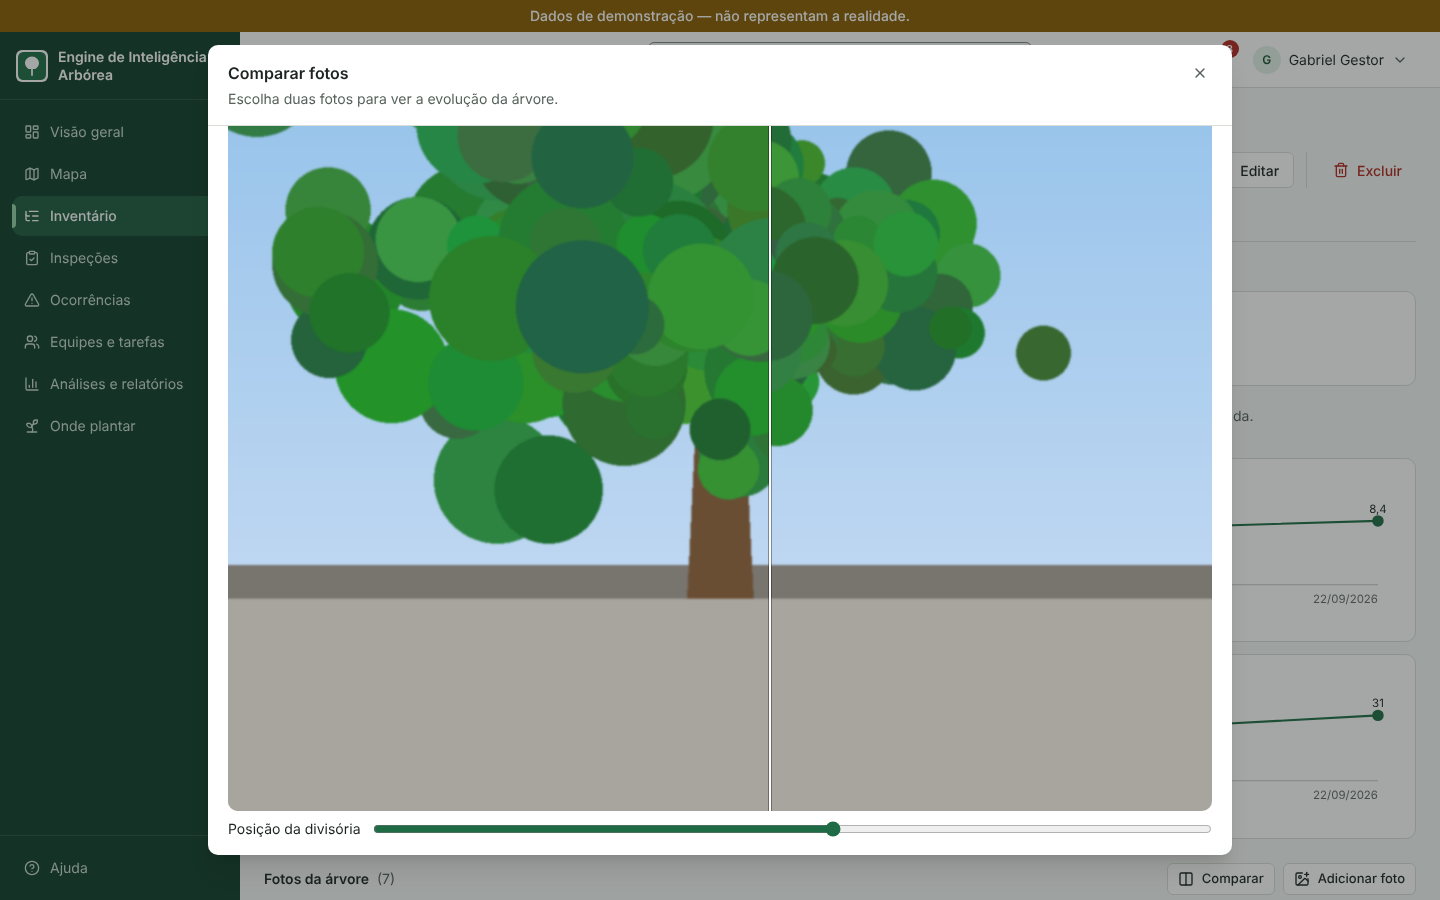 Dados de demonstração — não representam a realidade.
Engine de Inteligência
Arbórea
Gabriel Gestor
G
Comparar fotos
Escolha duas fotos para ver a evolução da árvore.
Visão geral
Mapa
Inventário
Inspeções
Ocorrências
Equipes e tarefas
Análises e relatórios
Onde plantar
Editar
Excluir
da.
8,4
22/09/2026
31
22/09/2026
Posição da divisória
Ajuda
Fotos da árvore (7)
Comparar
Adicionar foto